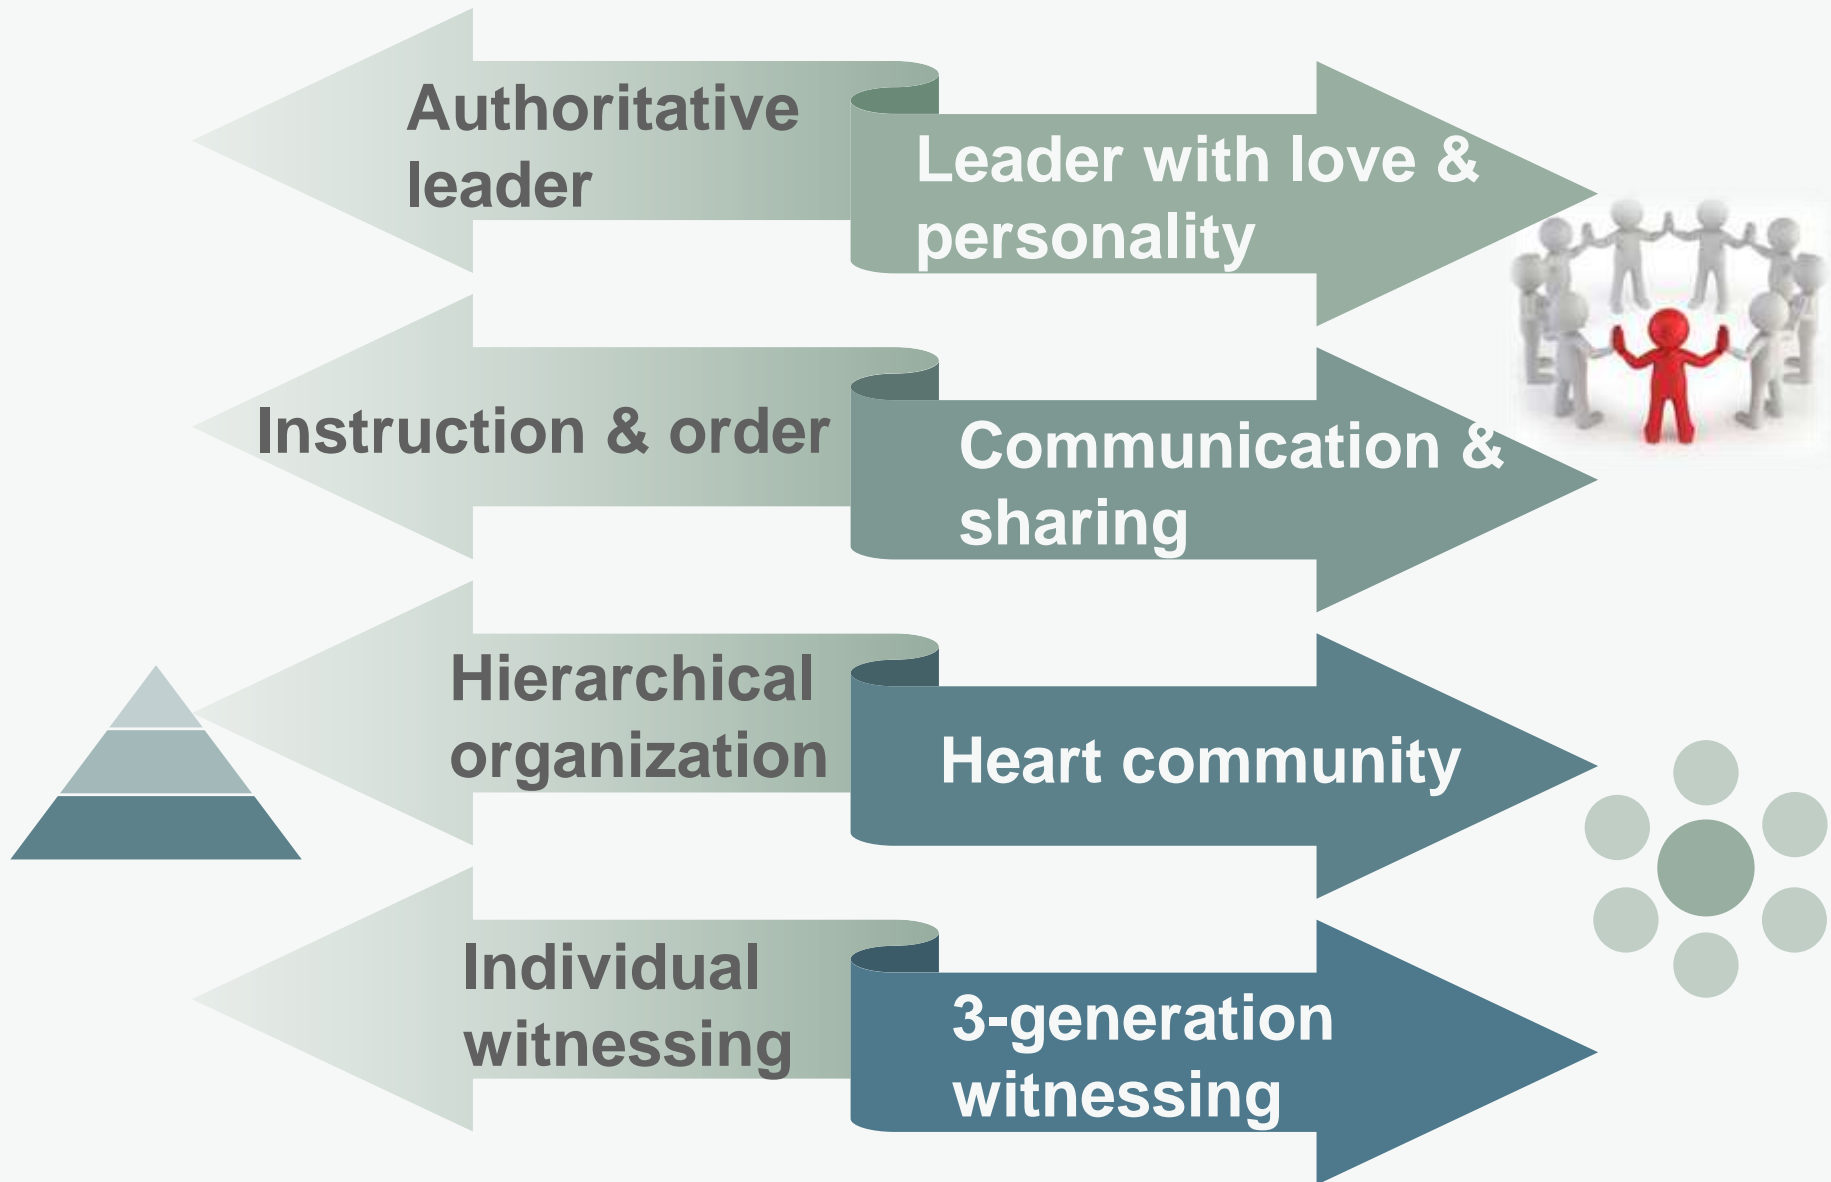 Authoritative
leader
Leader with love &
personality
Instruction & order
Communication &
sharing
Hierarchical
organization
Heart community
Individual
witnessing
3-generation
witnessing